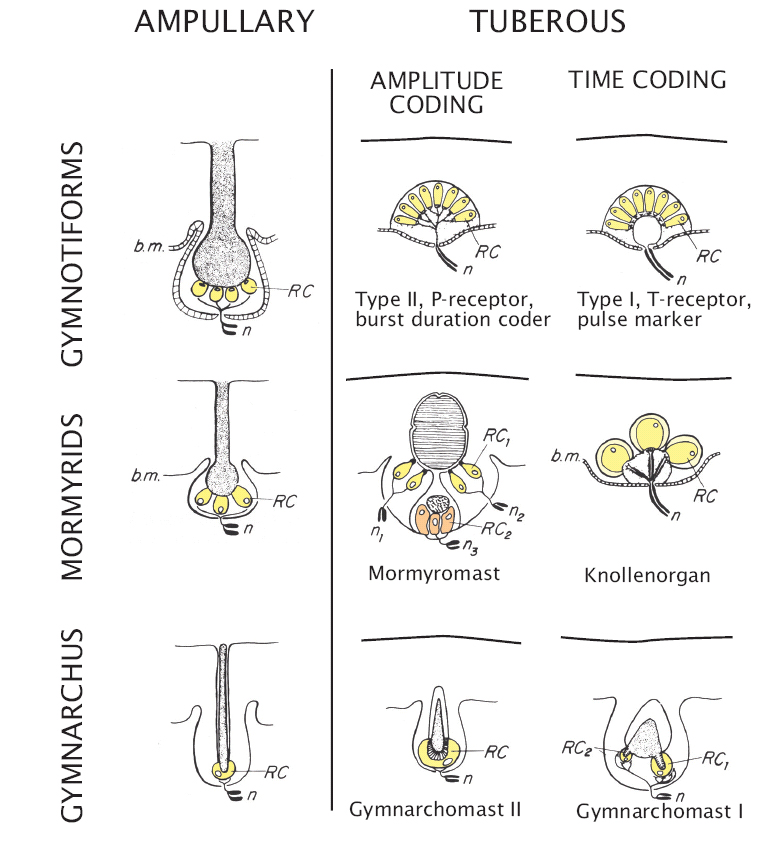 AMPULLARY
TUBEROUS
AMPLITUDE
CODING
TIME CODING
GYMNOTIFORMS
b.m.
RC
n
RC
n
Type II, P-receptor,
burst duration coder
RC
n
Type I, T-receptor,
pulse marker
MORMYRIDS
b.m.
RC
n
RC1
n1
n2
RC2
n3
Mormyromast
b.m.
RC
n
Knollenorgan
GYMNARCHUS
RC
n
RC
n
Gymnarchomast II
RC2
RC1
n
Gymnarchomast I